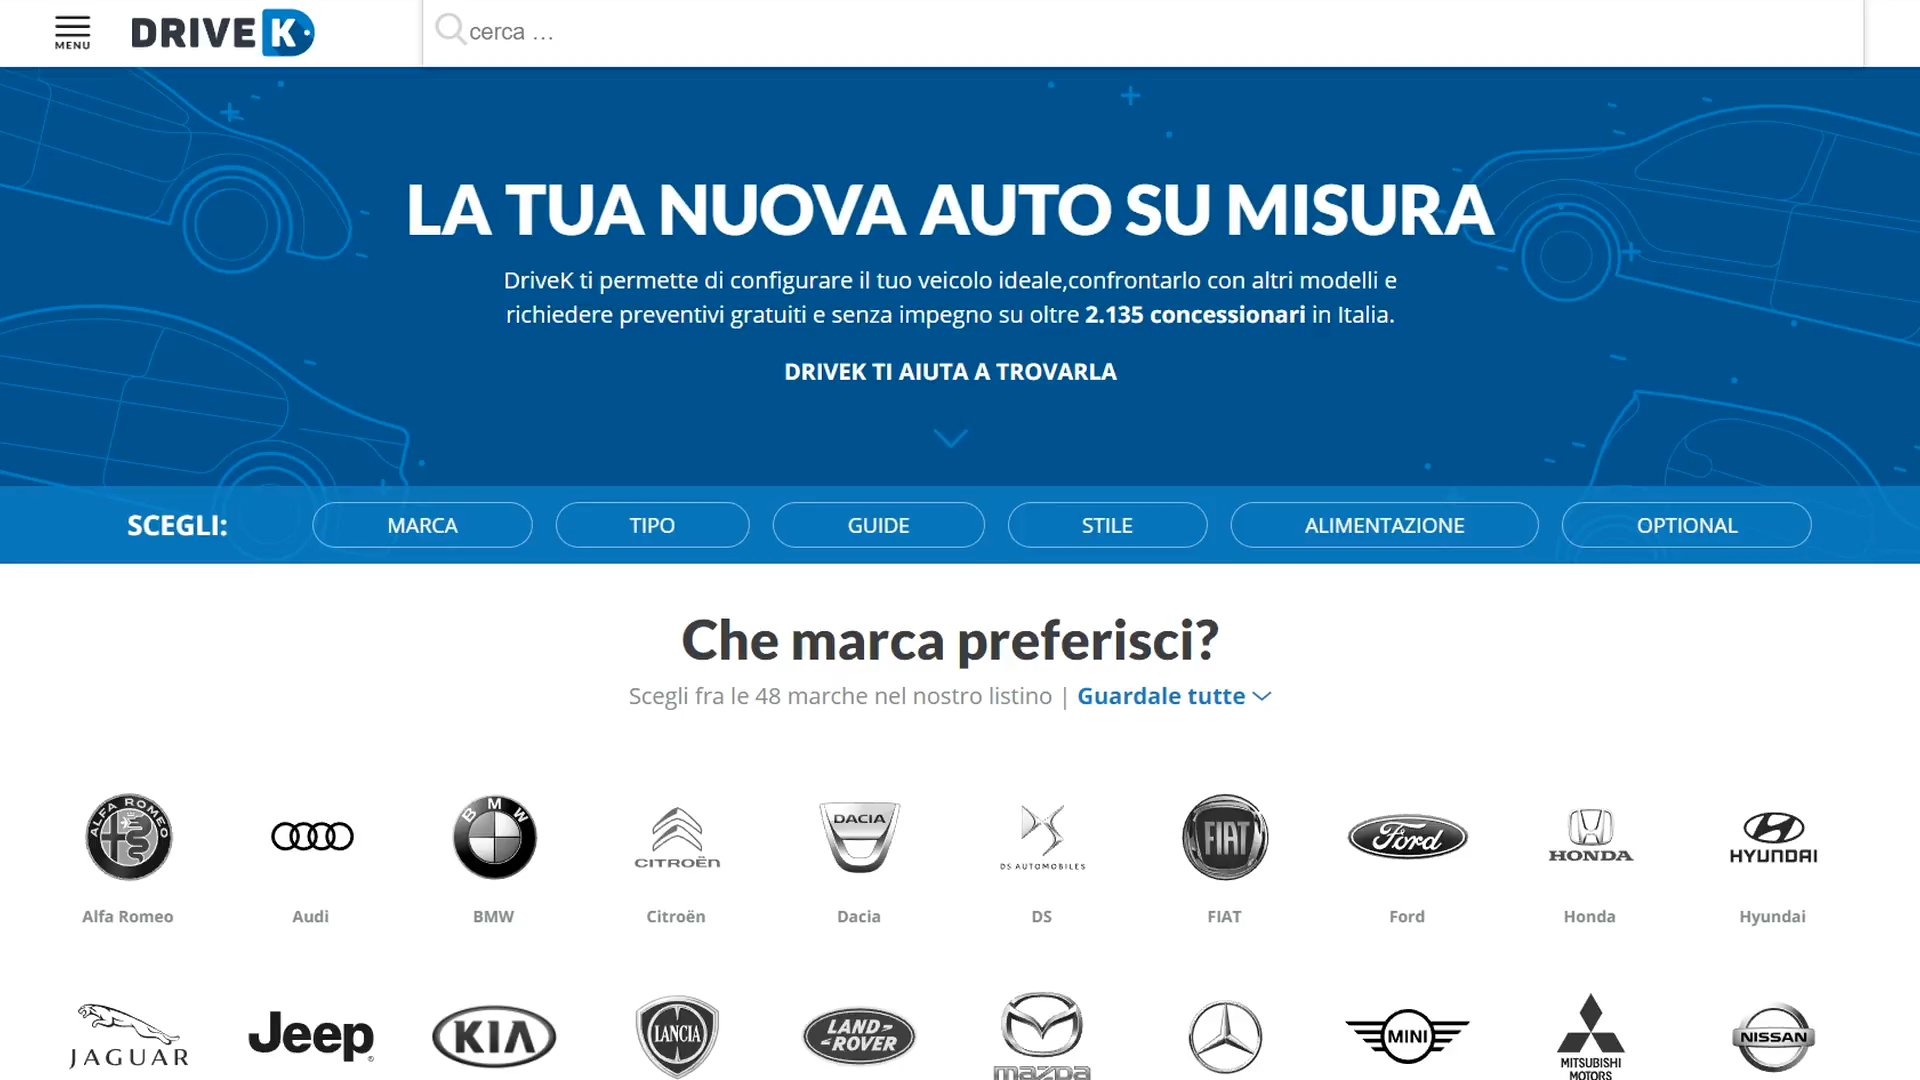 MENU
DRIVE K
cerca ...
LA TUA NUOVA AUTO SU MISURA
DriveK ti permette di configurare il tuo veicolo ideale,confrontarlo con altri modelli e
richiedere preventivi gratuiti e senza impegno su oltre 2.135 concessionari in Italia.
DRIVEK TI AIUTA A TROVARLA
SCEGLI: MARCA TIPO GUIDE STILE ALIMENTAZIONE OPTIONAL
Che marca preferisci?
Scegli fra le 48 marche nel nostro listino | Guardale tutte
ALFA ROMEO
BMW
CITROËN
DACIA
DS AUTOMOBILES
FIAT
Ford
HONDA
HYUNDAI
Alfa Romeo Audi BMW Citroën Dacia DS FIAT Ford Honda Hyundai
JAGUAR
Jeep
KIA
LANCIA
LAND-
-ROVER
mazda
MINI
MITSUBISHI
MOTORS
NISSAN